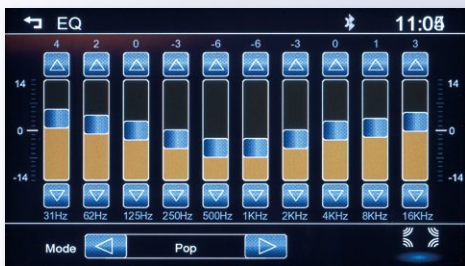 EQ 11:05
4 2 0 -3 -6 -6 -3 0 1 3
14 14
0 0
-14 -14
31Hz 62Hz 125Hz 250Hz 500Hz 1KHz 2KHz 4KHz 8KHz 16KHz
Mode Pop